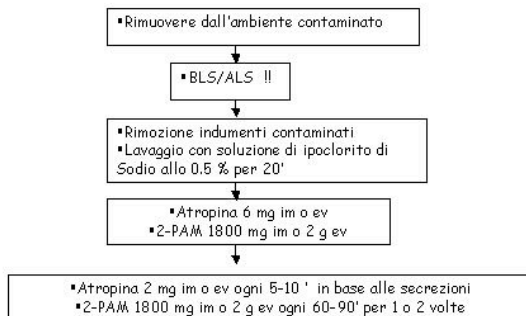 ▪Rimuovere dall'ambiente contaminato
▪BLS/ALS !!
▪Rimozione indumenti contaminati
▪Lavaggio con soluzione di ipoclorito di
Sodio allo 0.5 % per 20'
▪Atropina 6 mg im o ev
▪2-PAM 1800 mg im o 2 g ev
▪Atropina 2 mg im o ev ogni 5-10 ' in base alle secrezioni
▪2-PAM 1800 mg im o 2 g ev ogni 60-90' per 1 o 2 volte